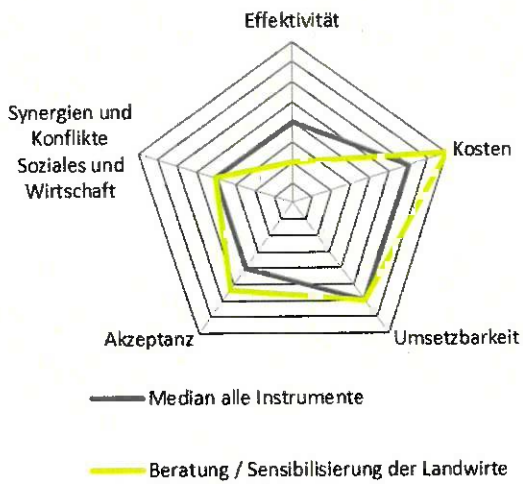 Effektivität
Synergien und
Konflikte
Soziales und
Wirtschaft
Kosten
Akzeptanz
Umsetzbarkeit
Median alle Instrumente
Beratung / Sensibilisierung der Landwirte